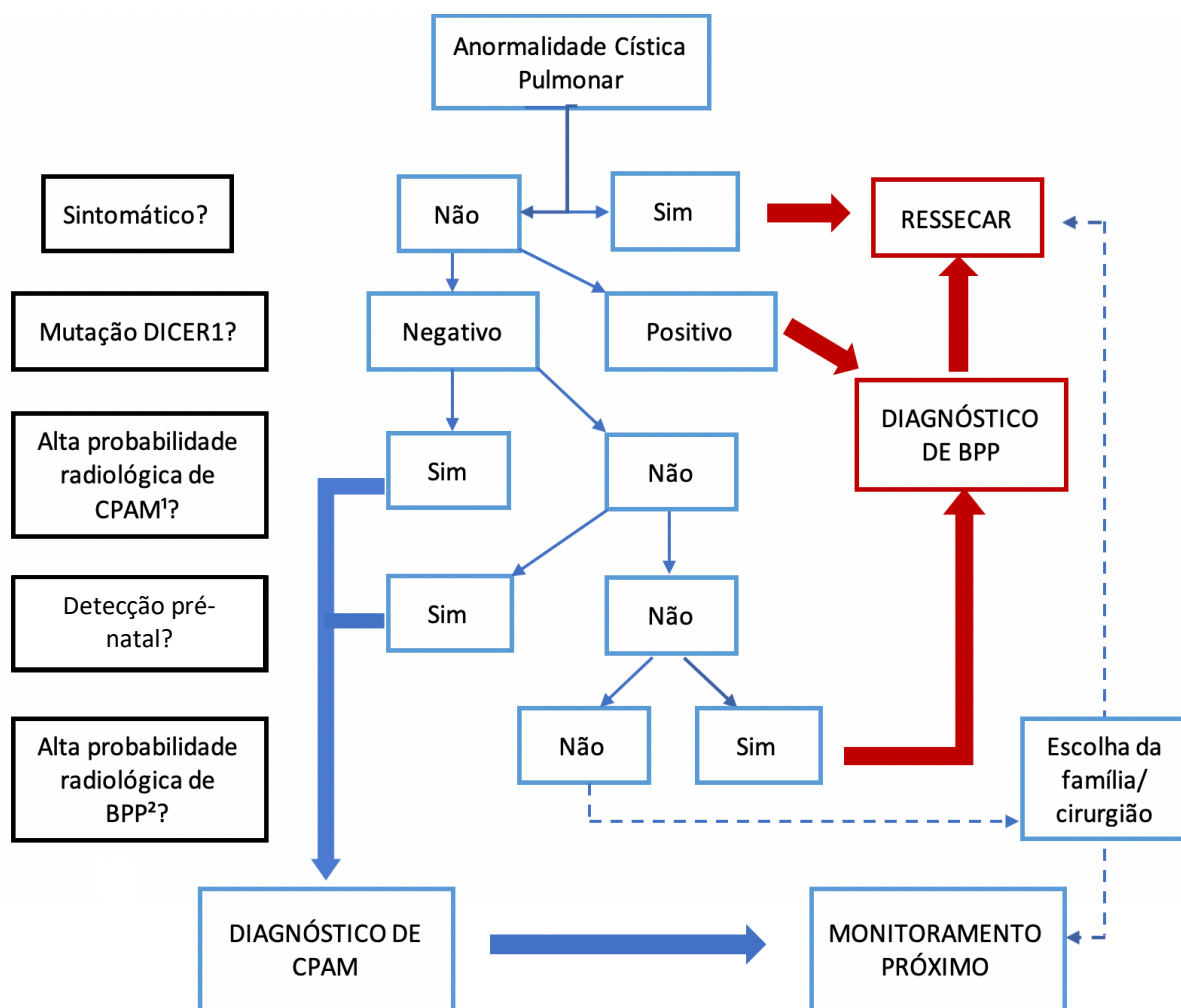 Anormalidade Cística
Pulmonar
Sintomático?
Não
Sim
RESSECAR
Mutação DICER1?
Negativo
Positivo
DIAGNÓSTICO
DE BPP
Alta probabilidade
radiológica de
CPAM¹?
Sim
Não
Detecção pré-
natal?
Sim
Não
Alta probabilidade
radiológica de
BPP²?
Não
Sim
Escolha da
família/
cirurgião
DIAGNÓSTICO DE
CPAM
MONITORAMENTO
PRÓXIMO